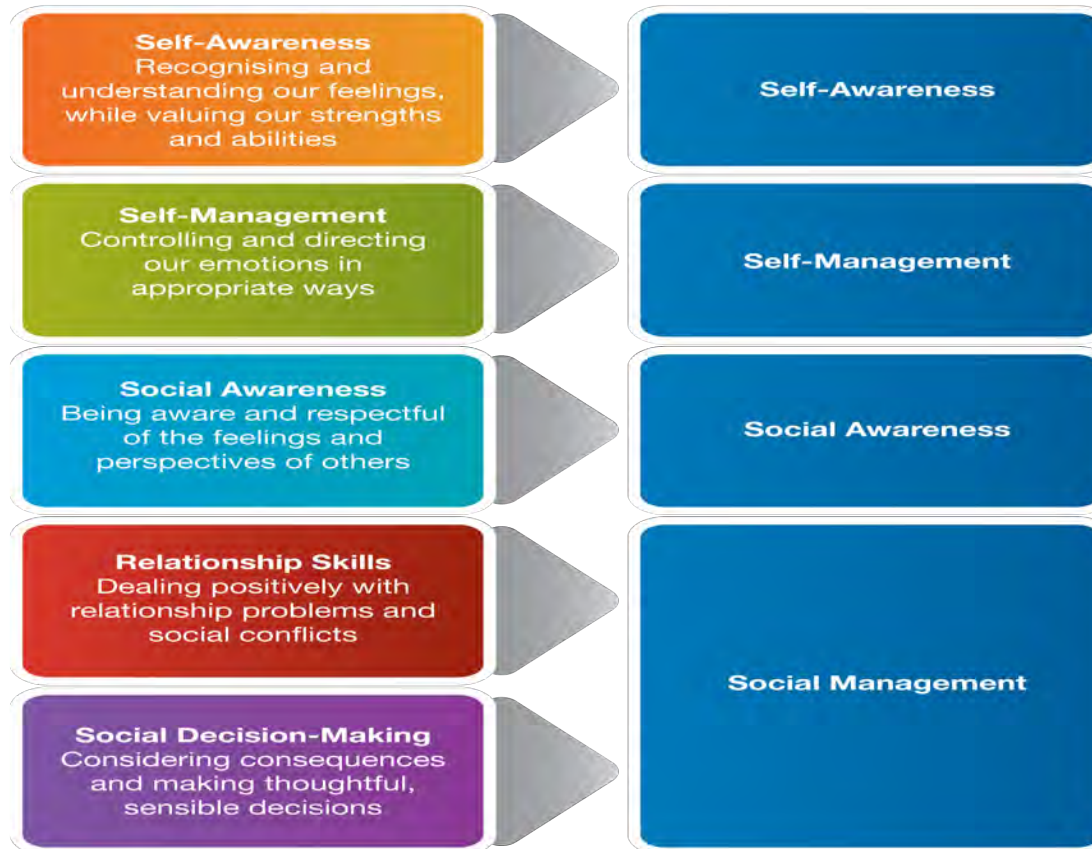 Self-Awareness
Recognising and
understanding our feelings,
while valuing our strengths
and abilities
Self-Awareness
Self-Management
Controlling and directing
our emotions in
appropriate ways
Self-Management
Social Awareness
Being aware and respectful
of the feelings and
perspectives of others
Social Awareness
Relationship Skills
Dealing positively with
relationship problems and
social conflicts
Social Decision-Making
Considering consequences
and making thoughtful,
sensible decisions
Social Management